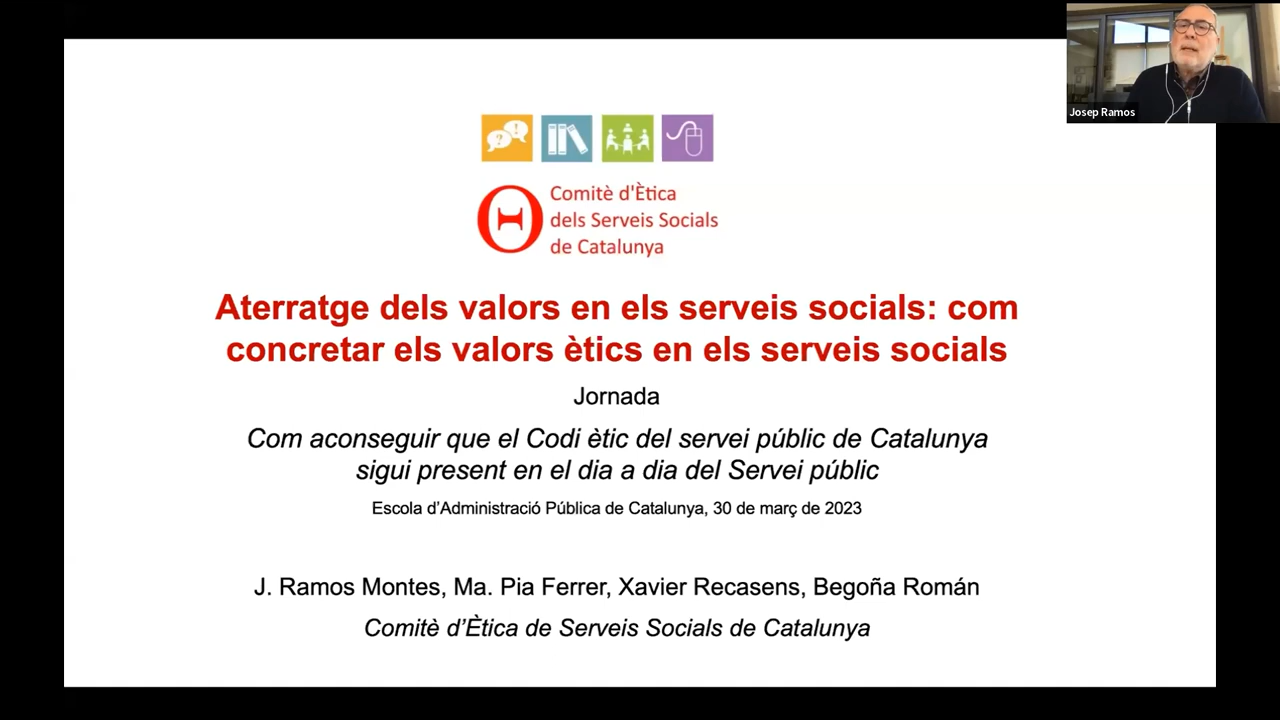 Josep Ramos
Comitè d'Ètica
dels Serveis Socials
de Catalunya
Aterratge dels valors en els serveis socials: com
concretar els valors ètics en els serveis socials
Jornada
Com aconseguir que el Codi ètic del servei públic de Catalunya
sigui present en el dia a dia del Servei públic
Escola d’Administració Pública de Catalunya, 30 de març de 2023
J. Ramos Montes, Ma. Pia Ferrer, Xavier Recasens, Begoña Román
Comitè d’Ètica de Serveis Socials de Catalunya